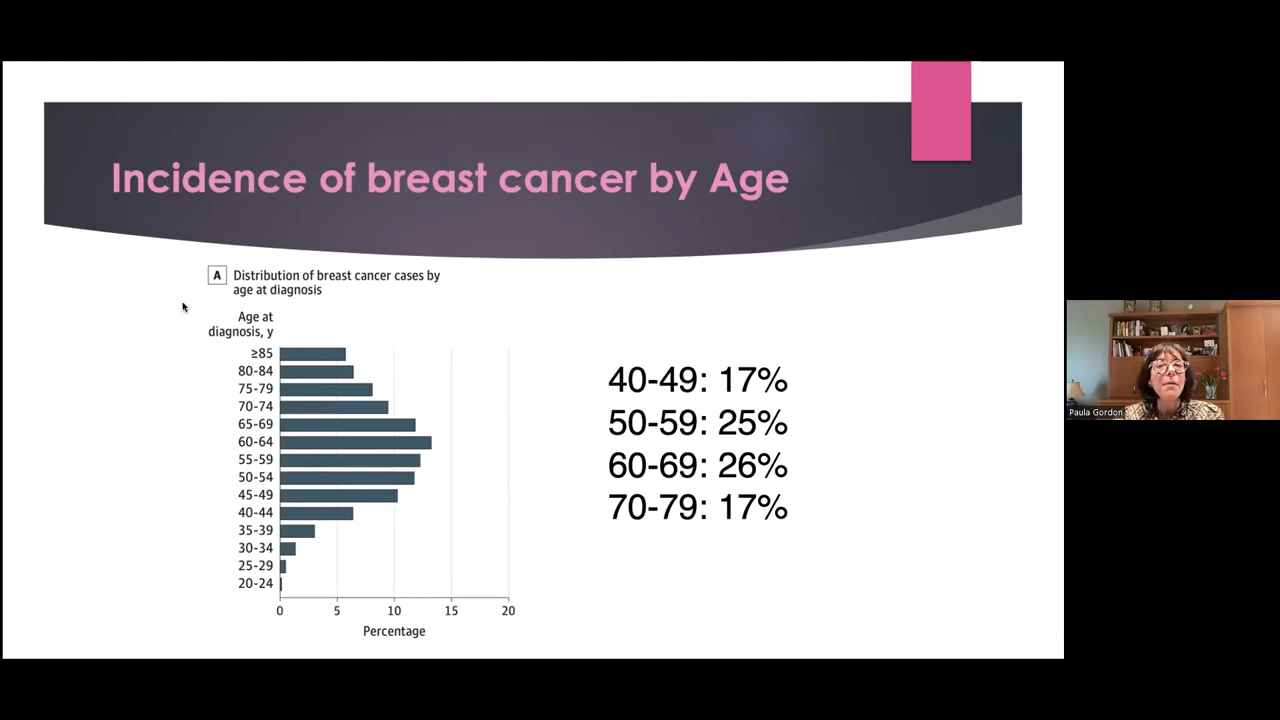 Incidence of breast cancer by Age
A Distribution of breast cancer cases by
age at diagnosis
Age at
diagnosis, y
≥85
80-84
75-79
70-74
65-69
60-64
55-59
50-54
45-49
40-44
35-39
30-34
25-29
20-24
0 5 10 15 20
Percentage
40-49: 17%
50-59: 25%
60-69: 26%
70-79: 17%
Paula Gordon